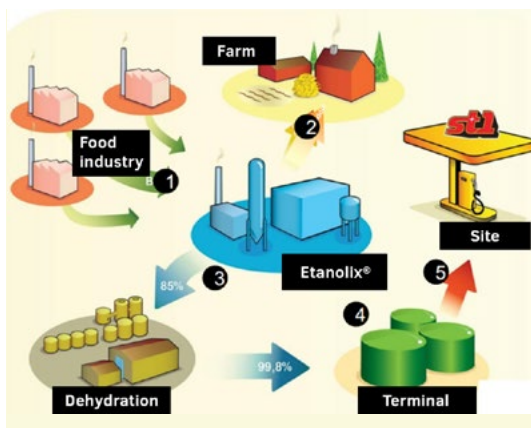 Farm
2
st1
Food
industry
1
Site
Etanolix®
3
85%
5
4
99,8%
Dehydration
Terminal